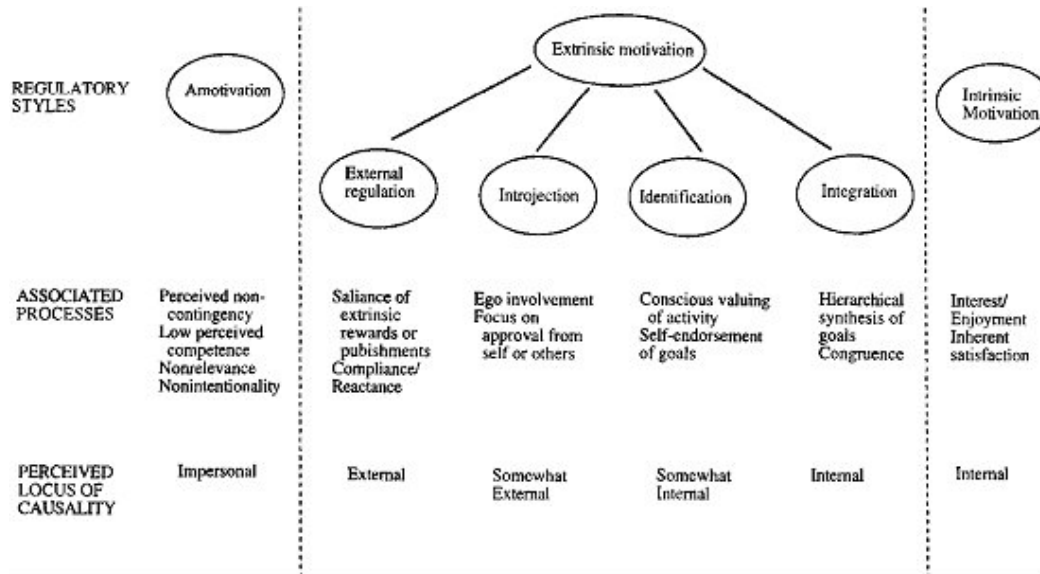 Extrinsic motivation
REGULATORY
STYLES
Amotivation
Intrinsic
Motivation
External
regulation
Introjection
Identification
Integration
ASSOCIATED
PROCESSES
Perceived non-
contingency
Low perceived
competence
Nonrelevance
Nonintentionality
Saliance of
extrinsic
rewards or
pubishments
Compliance/
Reactance
Ego involvement
Focus on
approval from
self or others
Conscious valuing
of activity
Self-endorsement
of goals
Hierarchical
synthesis of
goals
Congruence
Interest/
Enjoyment
Inherent
satisfaction
PERCEIVED
LOCUS OF
CAUSALITY
Impersonal
External
Somewhat
External
Somewhat
Internal
Internal
Internal